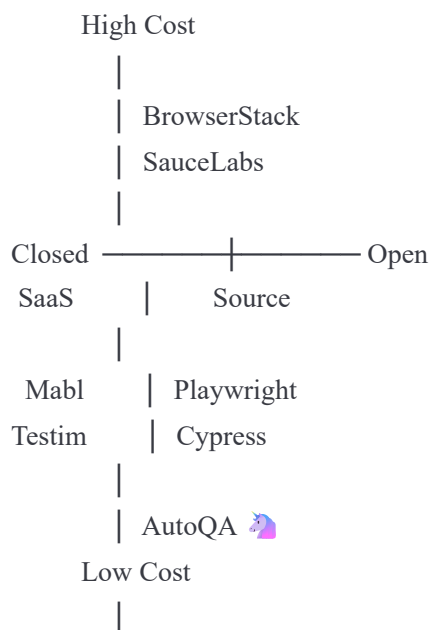 High Cost
|
| BrowserStack
| SauceLabs
|
Closed ───────┼─────── Open
SaaS | Source
|
Mabl | Playwright
Testim | Cypress
|
| AutoQA 🦄
Low Cost
|